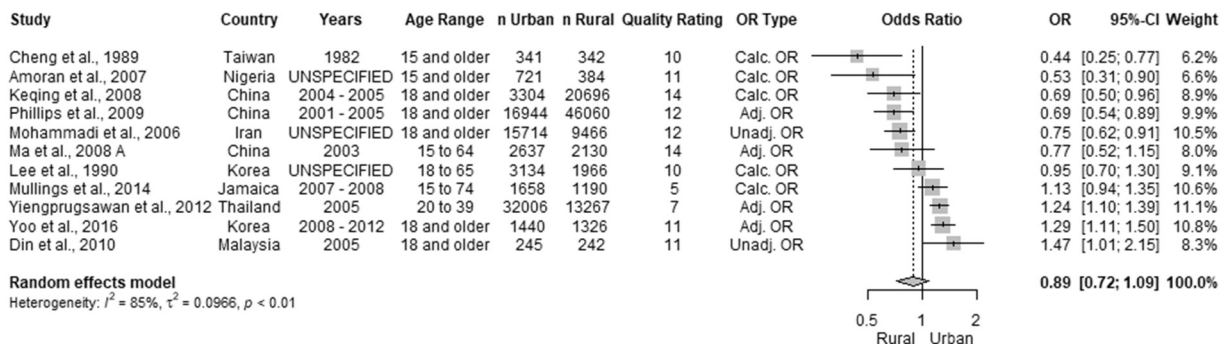 Study Country Years Age Range n Urban n Rural Quality Rating OR Type Odds Ratio OR 95%-CI Weight
Cheng et al., 1989 Taiwan 1982 15 and older 341 342 10 Calc. OR 0.44 [0.25; 0.77] 6.2%
Amoran et al., 2007 Nigeria UNSPECIFIED 15 and older 721 384 11 Calc. OR 0.53 [0.31; 0.90] 6.6%
Keqing et al., 2008 China 2004 - 2005 18 and older 3304 20696 14 Calc. OR 0.69 [0.50; 0.96] 8.9%
Phillips et al., 2009 China 2001 - 2005 18 and older 16944 46060 12 Adj. OR 0.69 [0.54; 0.89] 9.9%
Mohammadi et al., 2006 Iran UNSPECIFIED 18 and older 15714 9466 12 Unadj. OR 0.75 [0.62; 0.91] 10.5%
Ma et al., 2008 A China 2003 15 to 64 2637 2130 14 Adj. OR 0.77 [0.52; 1.15] 8.0%
Lee et al., 1990 Korea UNSPECIFIED 18 to 65 3134 1966 10 Calc. OR 0.95 [0.70; 1.30] 9.1%
Mullings et al., 2014 Jamaica 2007 - 2008 15 to 74 1658 1190 5 Calc. OR 1.13 [0.94; 1.35] 10.6%
Yiengprugsawan et al., 2012 Thailand 2005 20 to 39 32006 13267 7 Adj. OR 1.24 [1.10; 1.39] 11.1%
Yoo et al., 2016 Korea 2008 - 2012 18 and older 1440 1326 11 Adj. OR 1.29 [1.11; 1.50] 10.8%
Din et al., 2010 Malaysia 2005 18 and older 245 242 11 Unadj. OR 1.47 [1.01; 2.15] 8.3%
Random effects model 0.89 [0.72; 1.09] 100.0%
Heterogeneity: I² = 85%, τ² = 0.0966, p < 0.01
0.5 1 2
Rural Urban